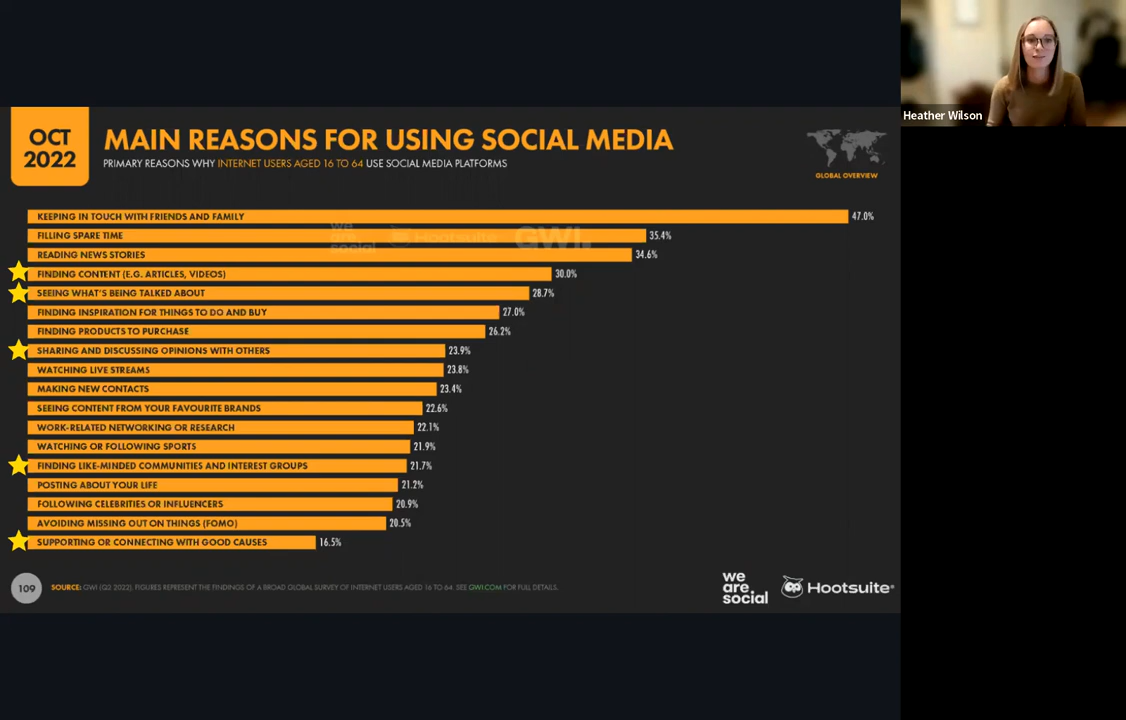 Heather Wilson
OCT
2022
MAIN REASONS FOR USING SOCIAL MEDIA
PRIMARY REASONS WHY INTERNET USERS AGED 16 TO 64 USE SOCIAL MEDIA PLATFORMS
GLOBAL OVERVIEW
KEEPING IN TOUCH WITH FRIENDS AND FAMILY 47.0%
FILLING SPARE TIME 35.4%
READING NEWS STORIES 34.6%
FINDING CONTENT (E.G. ARTICLES, VIDEOS) 30.0%
SEEING WHAT'S BEING TALKED ABOUT 28.7%
FINDING INSPIRATION FOR THINGS TO DO AND BUY 27.0%
FINDING PRODUCTS TO PURCHASE 26.2%
SHARING AND DISCUSSING OPINIONS WITH OTHERS 23.9%
WATCHING LIVE STREAMS 23.8%
MAKING NEW CONTACTS 23.4%
SEEING CONTENT FROM YOUR FAVOURITE BRANDS 22.6%
WORK-RELATED NETWORKING OR RESEARCH 22.1%
WATCHING OR FOLLOWING SPORTS 21.9%
FINDING LIKE-MINDED COMMUNITIES AND INTEREST GROUPS 21.7%
POSTING ABOUT YOUR LIFE 21.2%
FOLLOWING CELEBRITIES OR INFLUENCERS 20.9%
AVOIDING MISSING OUT ON THINGS (FOMO) 20.5%
SUPPORTING OR CONNECTING WITH GOOD CAUSES 16.5%
we are social Hootsuite GWI.
109
SOURCE: GWI (Q2 2022). FIGURES REPRESENT THE FINDINGS OF A BROAD GLOBAL SURVEY OF INTERNET USERS AGED 16 TO 64. SEE GWI.COM FOR FULL DETAILS.
we
are
social
Hootsuite®